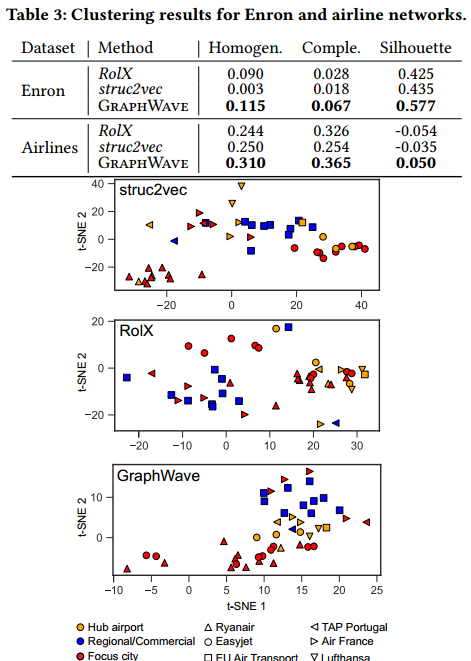 Table 3: Clustering results for Enron and airline networks.
Dataset Method Homogen. Comple. Silhouette
Enron
RolX 0.090 0.028 0.425
struc2vec 0.003 0.018 0.435
GRAPHWAVE 0.115 0.067 0.577
Airlines
RolX 0.244 0.326 -0.054
struc2vec 0.250 0.254 -0.035
GRAPHWAVE 0.310 0.365 0.050
struc2vec
t-SNE 2
40
20
0
−20
−20 0 20 40
RolX
t-SNE 2
20
0
−20
−20 −10 0 10 20 30
GraphWave
t-SNE 2
10
0
−10 −5 0 5 10 15 20 25
t-SNE 1
Hub airport Ryanair TAP Portugal
Regional/Commercial Easyjet Air France
Focus city EU Air Transport Lufthansa